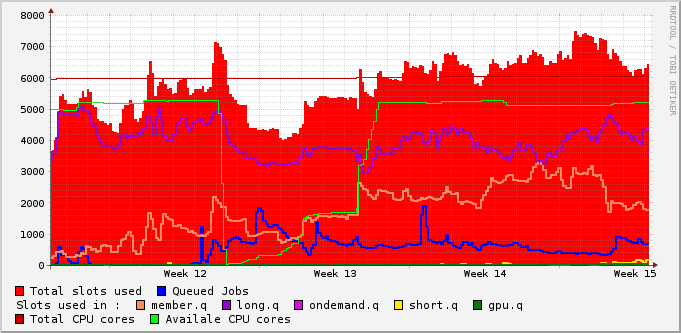 8000
7000
6000
5000
4000
3000
2000
1000
0
Week 12 Week 13 Week 14 Week 15
Total slots used Queued Jobs
Slots used in : member.q long.q ondemand.q short.q gpu.q
Total CPU cores Availale CPU cores
RRDTOOL / TOBI OETIKER